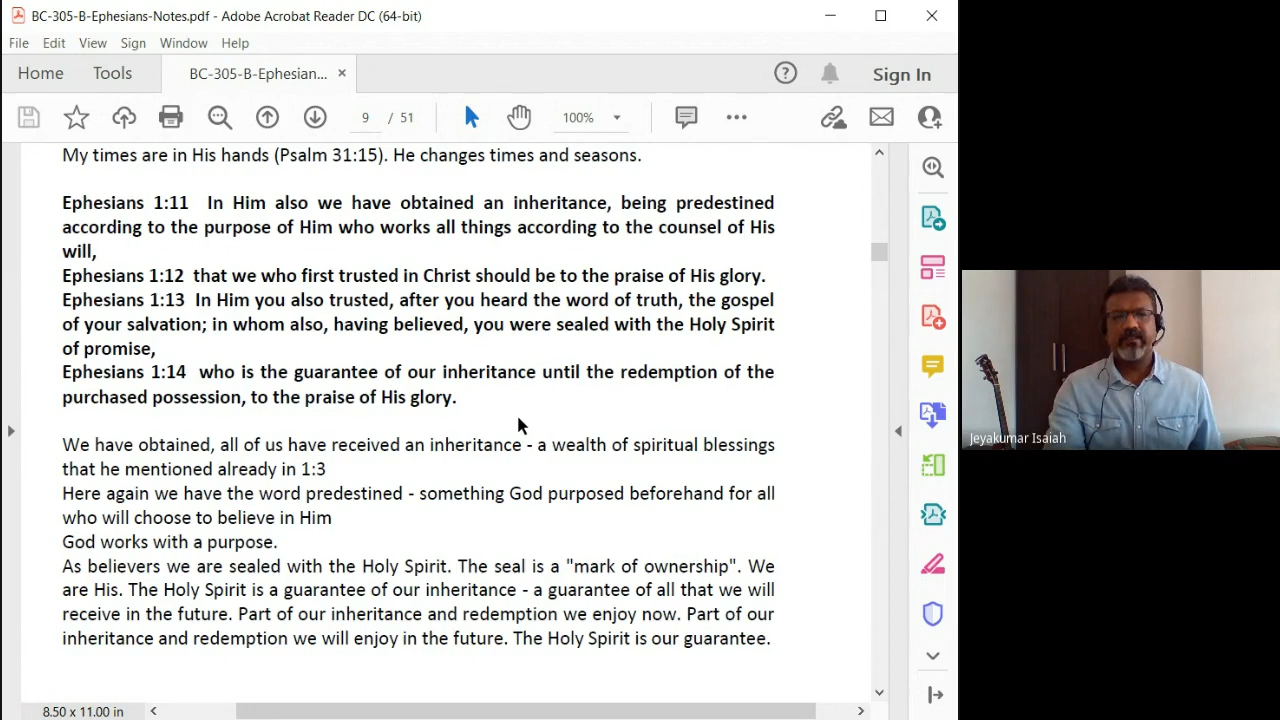 BC-305-B-Ephesians-Notes.pdf - Adobe Acrobat Reader DC (64-bit)
File Edit View Sign Window Help
Home Tools BC-305-B-Ephesian... × Sign In
9 / 51 100%
My times are in His hands (Psalm 31:15). He changes times and seasons.
Ephesians 1:11 In Him also we have obtained an inheritance, being predestined
according to the purpose of Him who works all things according to the counsel of His
will,
Ephesians 1:12 that we who first trusted in Christ should be to the praise of His glory.
Ephesians 1:13 In Him you also trusted, after you heard the word of truth, the gospel
of your salvation; in whom also, having believed, you were sealed with the Holy Spirit
of promise,
Ephesians 1:14 who is the guarantee of our inheritance until the redemption of the
purchased possession, to the praise of His glory.
We have obtained, all of us have received an inheritance - a wealth of spiritual blessings
that he mentioned already in 1:3
Here again we have the word predestined - something God purposed beforehand for all
who will choose to believe in Him
God works with a purpose.
As believers we are sealed with the Holy Spirit. The seal is a "mark of ownership". We
are His. The Holy Spirit is a guarantee of our inheritance - a guarantee of all that we will
receive in the future. Part of our inheritance and redemption we enjoy now. Part of our
inheritance and redemption we will enjoy in the future. The Holy Spirit is our guarantee.
8.50 x 11.00 in
Jeyakumar Isaiah